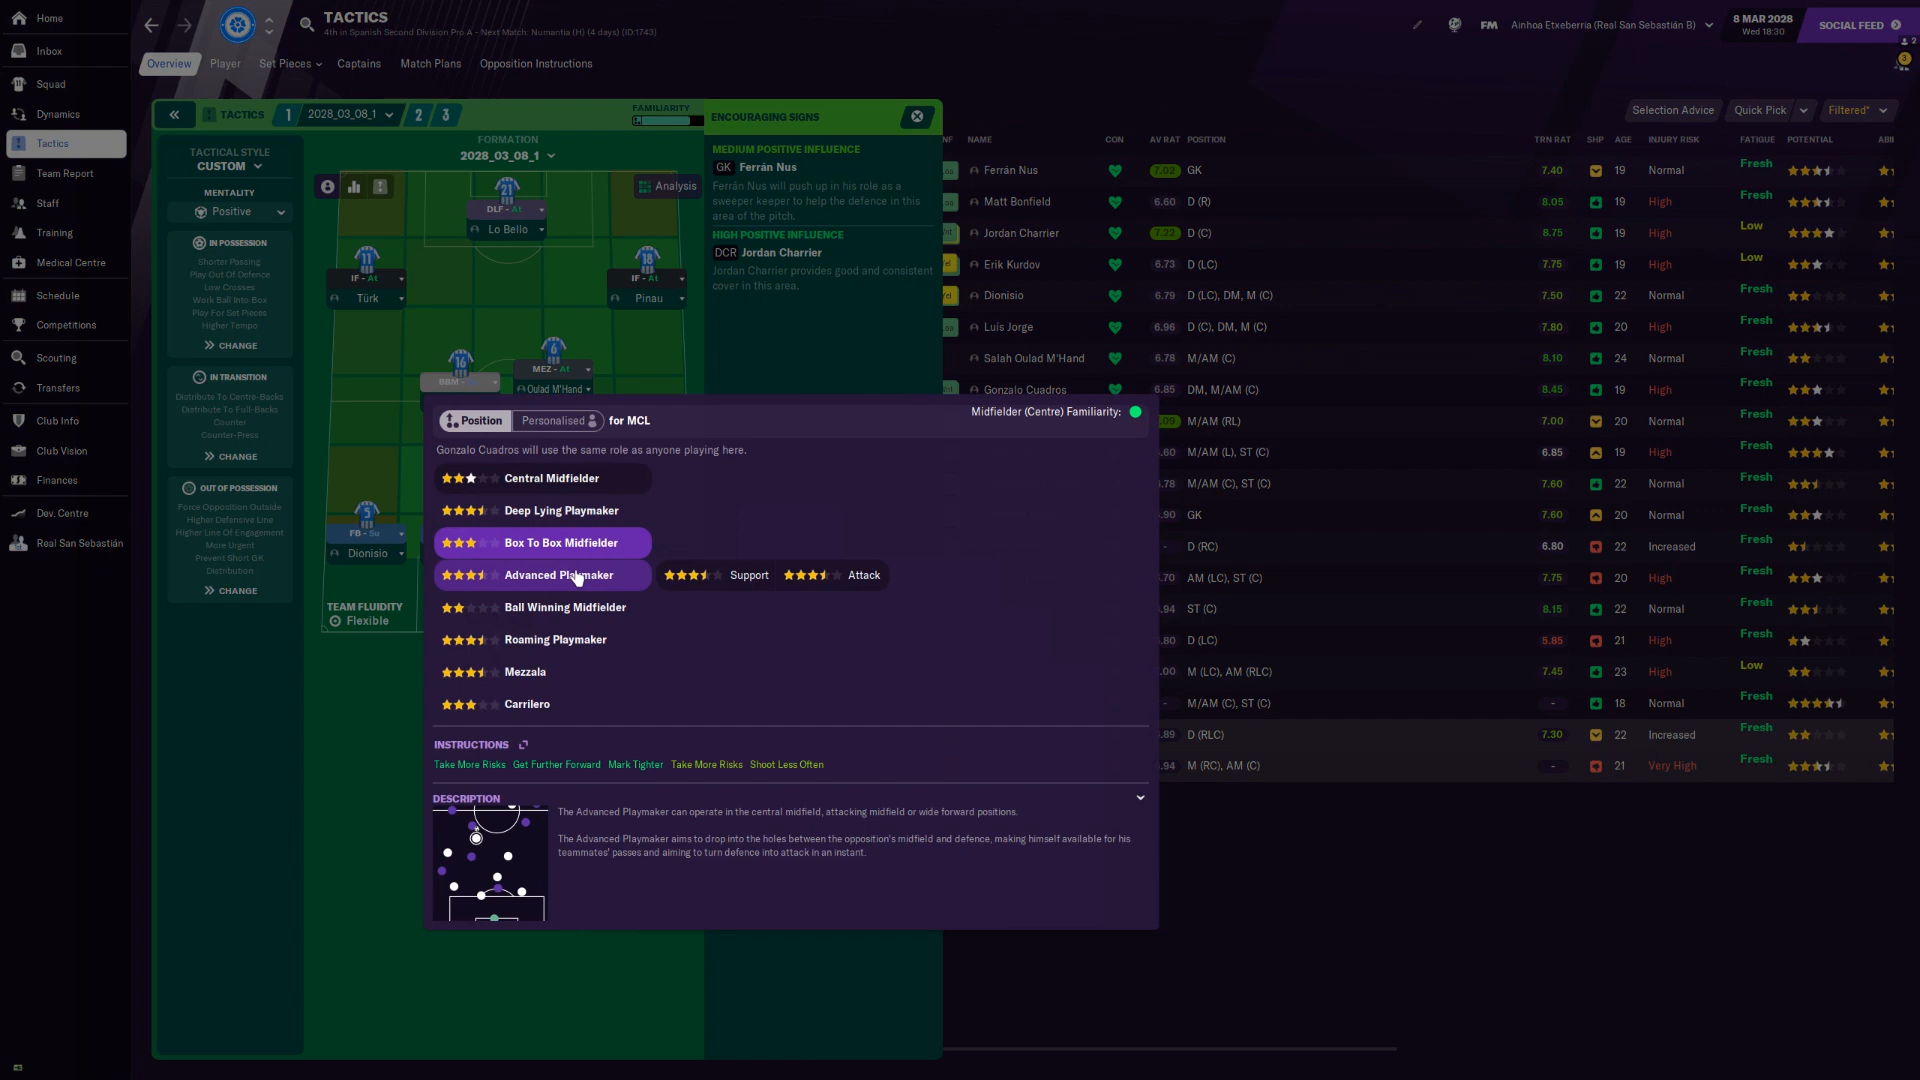 Home
Inbox
Squad
Dynamics
Tactics
Team Report
Staff
Training
Medical Centre
Schedule
Competitions
Scouting
Transfers
Club Info
Club Vision
Finances
Dev. Centre
Real San Sebastián
TACTICS
4th in Spanish Second Division Pro A - Next Match: Numantia (H) (4 days) (ID:1743)
FM
Ainhoa Etxeberria (Real San Sebastián B)
8 MAR 2028
Wed 18:30
SOCIAL FEED
2
3
Overview
Player
Set Pieces
Captains
Match Plans
Opposition Instructions
TACTICS
1
2028_03_08_1
2
3
FAMILIARITY
TACTICAL STYLE
CUSTOM
MENTALITY
Positive
IN POSSESSION
Shorter Passing
Play Out Of Defence
Low Crosses
Work Ball Into Box
Play For Set Pieces
Higher Tempo
CHANGE
IN TRANSITION
Distribute To Centre-Backs
Distribute To Full-Backs
Counter
Counter-Press
CHANGE
OUT OF POSSESSION
Force Opposition Outside
Higher Defensive Line
Higher Line Of Engagement
More Urgent
Prevent Short GK
Distribution
CHANGE
FORMATION
2028_03_08_1
Analysis
21
DLF - At
Lo Bello
11
IF - At
Türk
18
IF - At
Pinau
16
BBM -
6
MEZ - At
Oulad M'Hand
5
FB - Su
Dionisio
TEAM FLUIDITY
Flexible
ENCOURAGING SIGNS
MEDIUM POSITIVE INFLUENCE
GK Ferrán Nus
Ferrán Nus will push up in his role as a
sweeper keeper to help the defence in this
area of the pitch.
HIGH POSITIVE INFLUENCE
DCR Jordan Charrier
Jordan Charrier provides good and consistent
cover in this area.
Selection Advice
Quick Pick
Filtered*
NF NAME CON AV RAT POSITION TRN RAT SHP AGE INJURY RISK FATIGUE POTENTIAL ABI
Ferrán Nus 7.02 GK 7.40 19 Normal Fresh
Matt Bonfield 6.60 D (R) 8.05 19 High Fresh
Jordan Charrier 7.22 D (C) 8.75 19 High Low
Erik Kurdov 6.73 D (LC) 7.75 19 High Low
Dionisio 6.79 D (LC), DM, M (C) 7.50 22 Normal Fresh
Luis Jorge 6.96 D (C), DM, M (C) 7.80 20 High Fresh
Salah Oulad M'Hand 6.78 M/AM (C) 8.10 24 Normal Fresh
Gonzalo Cuadros 6.85 DM, M/AM (C) 8.45 19 High Fresh
.09 M/AM (RL) 7.00 20 Normal Fresh
.60 M/AM (L), ST (C) 6.85 19 High Fresh
.78 M/AM (C), ST (C) 7.60 22 Normal Fresh
.90 GK 7.60 20 Normal Fresh
- D (RC) 6.80 22 Increased Fresh
.70 AM (LC), ST (C) 7.75 20 High Fresh
.94 ST (C) 8.15 22 Normal Fresh
.80 D (LC) 5.85 21 High Fresh
.00 M (LC), AM (RLC) 7.45 23 High Low
- M/AM (C), ST (C) - 18 Normal Fresh
.89 D (RLC) 7.30 22 Increased Fresh
.94 M (RC), AM (C) - 21 Very High Fresh
Position
Personalised
for MCL
Midfielder (Centre) Familiarity:
Gonzalo Cuadros will use the same role as anyone playing here.
Central Midfielder
Deep Lying Playmaker
Box To Box Midfielder
Advanced Playmaker Support Attack
Ball Winning Midfielder
Roaming Playmaker
Mezzala
Carrilero
INSTRUCTIONS
Take More Risks Get Further Forward Mark Tighter Take More Risks Shoot Less Often
DESCRIPTION
The Advanced Playmaker can operate in the central midfield, attacking midfield or wide forward positions.
The Advanced Playmaker aims to drop into the holes between the opposition's midfield and defence, making himself available for his
teammates' passes and aiming to turn defence into attack in an instant.